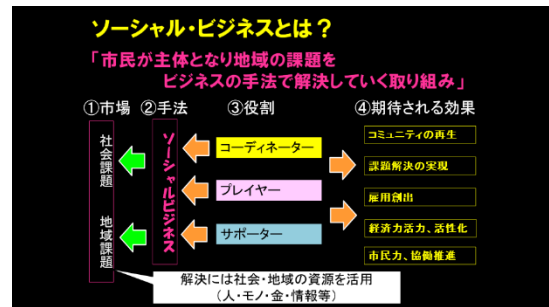 ソーシャル・ビジネスとは？
「市民が主体となり地域の課題を
ビジネスの手法で解決していく取り組み」
①市場 ②手法 ③役割 ④期待される効果
社会課題
地域課題
ソーシャルビジネス
コーディネーター
プレイヤー
サポーター
コミュニティの再生
課題解決の実現
雇用創出
経済力活力、活性化
市民力、協働推進
解決には社会・地域の資源を活用
（人・モノ・金・情報等）